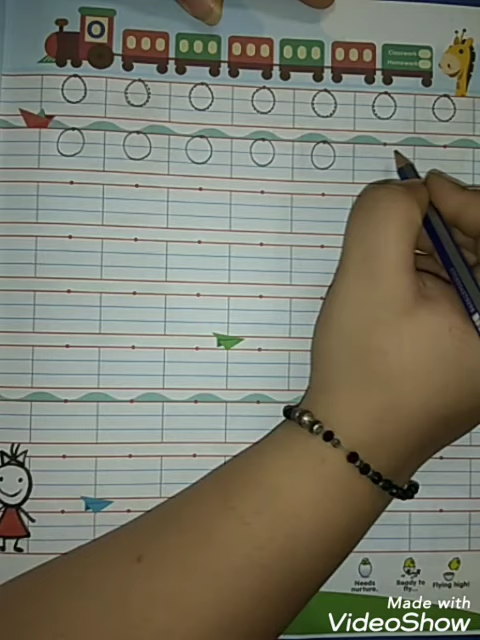 O
Classwork
Homework
O O O O O O O
O O O O O
Needs nurture.
Ready to fly...
Flying high!
Made with
VideoShow